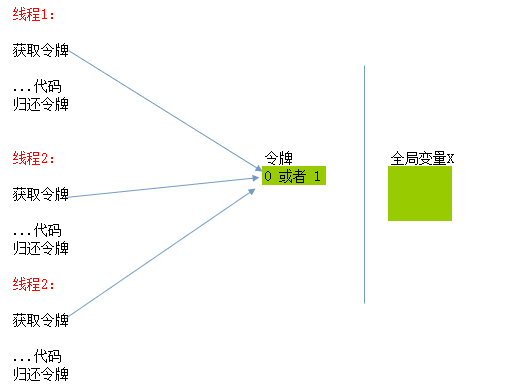 线程1:
获取令牌
...代码
归还令牌
线程2:
获取令牌
...代码
归还令牌
线程2:
获取令牌
...代码
归还令牌
令牌
0 或者 1
全局变量X